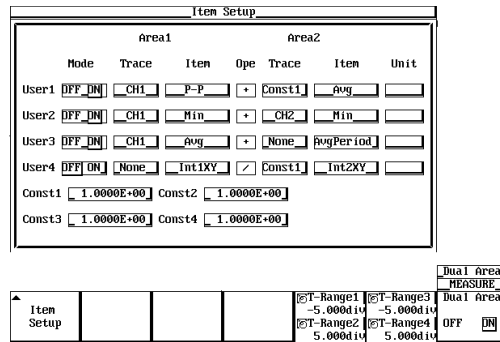 Item Setup
Area1 Area2
Mode Trace Item Ope Trace Item Unit
User1 OFF ON CH1 P-P + Const1 Avg
User2 OFF ON CH1 Min + CH2 Min
User3 OFF ON CH1 Avg + None AvgPeriod
User4 OFF ON None Int1XY / Const1 Int2XY
Const1 1.0000E+00 Const2 1.0000E+00
Const3 1.0000E+00 Const4 1.0000E+00
Dual Area
MEASURE
Item Setup
T-Range1 -5.000div
T-Range2 5.000div
T-Range3 -5.000div
T-Range4 5.000div
Dual Area
OFF ON